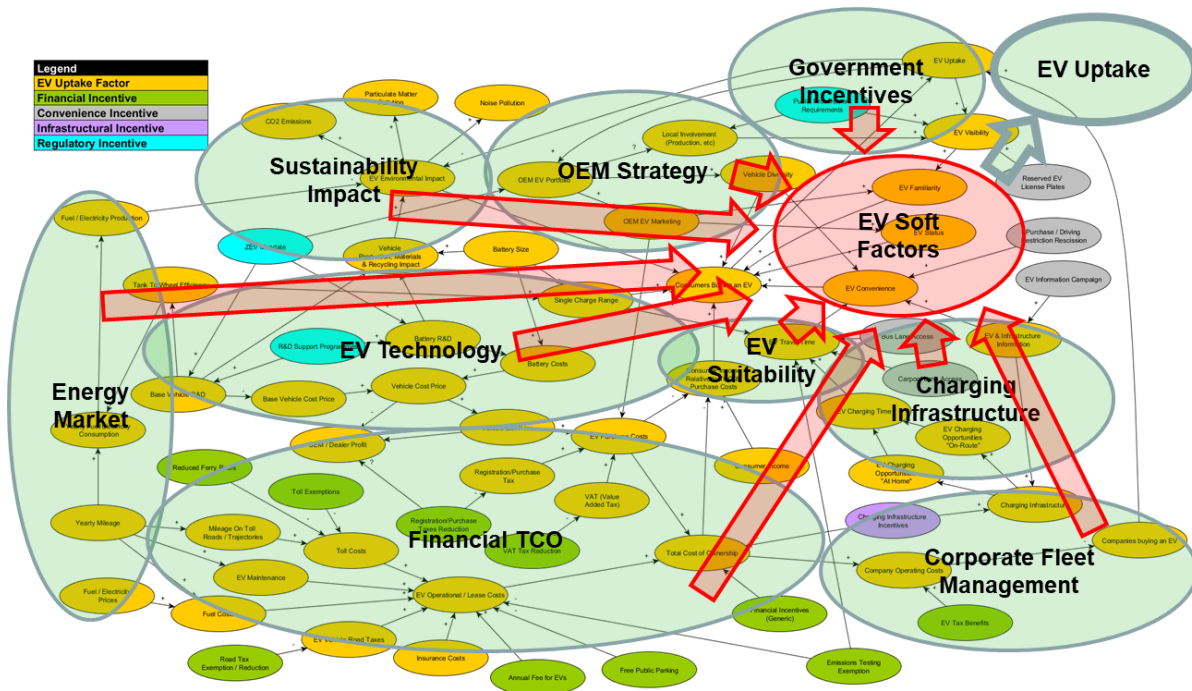 Legend
EV Uptake Factor
Financial Incentive
Convenience Incentive
Infrastructural Incentive
Regulatory Incentive
Particulate Matter
Noise Pollution
CO2 Emissions
EV Environmental Impact
Sustainability
Impact
Government
Incentives
Requirements
EV Uptake
EV Uptake
EV Visibility
Local Involvement
(Production, etc)
OEM Strategy
OEM EV Portfolio
Vehicle Diversity
OEM EV Marketing
EV Familiarity
EV Status
EV Soft
Factors
EV Convenience
Reserved EV
License Plates
Purchase / Driving
Restriction Rescission
EV Information Campaign
Fuel / Electricity Production
ZEV Mandate
Vehicle
Production, Materials
& Recycling Impact
Battery Size
Tank To Wheel Efficiency
Single Charge Range
Consumers Buying an EV
R&D Support Programs
Battery R&D
EV Technology
Battery Costs
Vehicle Cost Price
Base Vehicle R&D
Base Vehicle Cost Price
Energy
Market
Consumption
EV Travel Time
EV
Suitability
Relative
Purchase Costs
Bus Lane Access
EV & Infrastructure
Information
Charging
Infrastructure
EV Charging Time
EV Charging
Opportunities
"On-Route"
EV Charging
Opportunities
"At Home"
Charging Infrastructure
OEM / Dealer Profit
EV Purchase Costs
Consumer Income
Reduced Ferry Rates
Toll Exemptions
Registration/Purchase
Tax
VAT (Value
Added Tax)
Registration/Purchase
Taxes Reduction
VAT Tax Reduction
Financial TCO
Yearly Mileage
Mileage On Toll
Roads / Trajectories
Toll Costs
EV Maintenance
EV Operational / Lease Costs
Total Cost of Ownership
Charging Infrastructure
Incentives
Companies buying an EV
Company Operating Costs
Corporate Fleet
Management
EV Tax Benefits
Fuel / Electricity
Prices
Fuel Costs
EV Vehicle Road Taxes
Insurance Costs
Road Tax
Exemption / Reduction
Annual Fee for EVs
Free Public Parking
Financial Incentives
(Generic)
Emissions Testing
Exemption